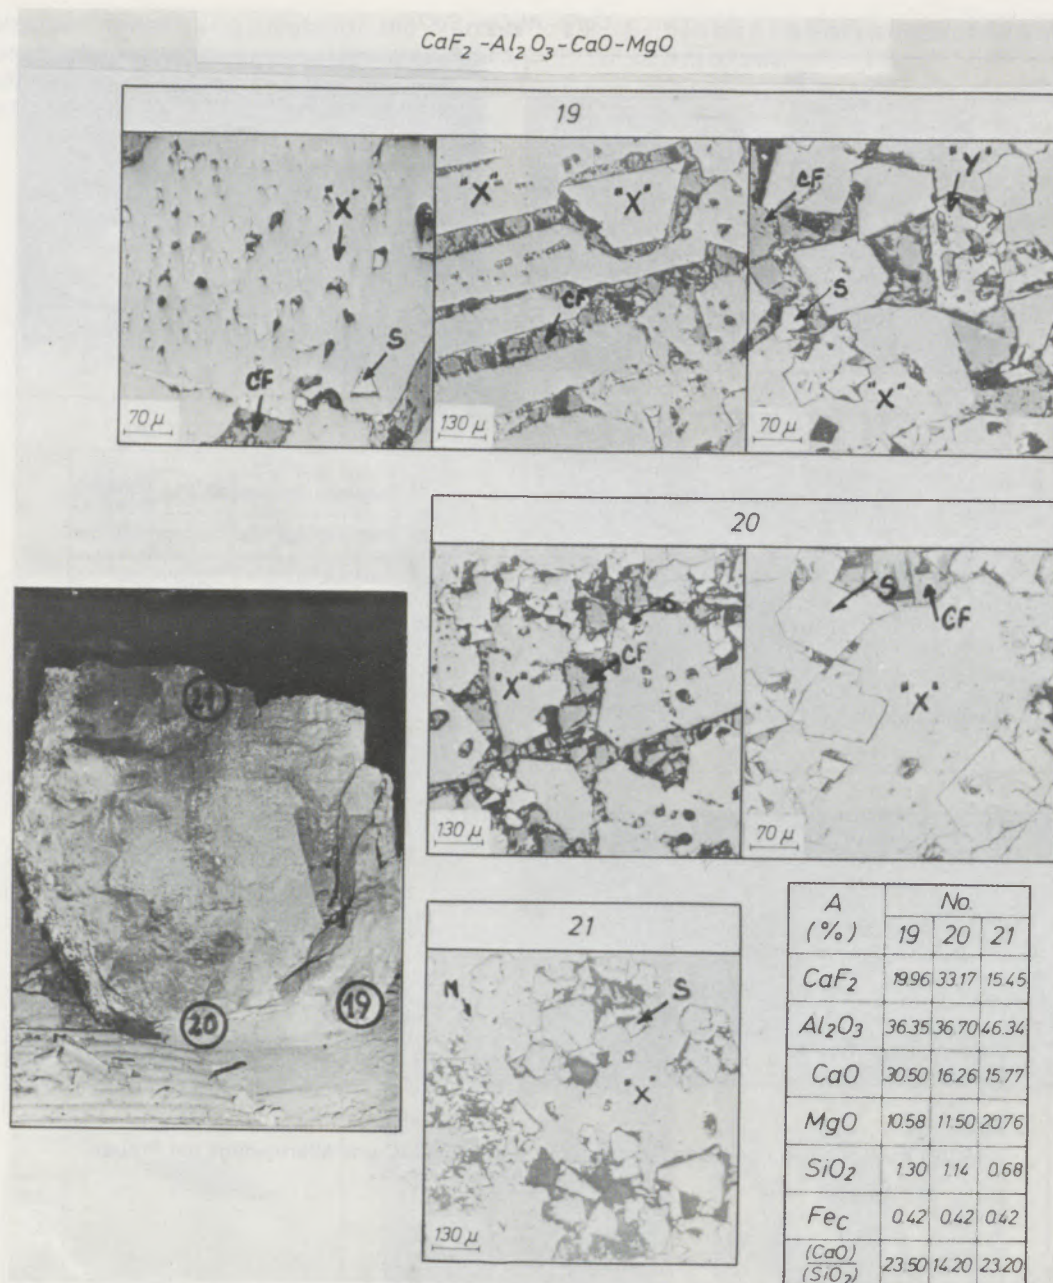 CaF₂-Al₂O₃-CaO-MgO
19
"X"
S
CF
70 µ
"X"
"X"
CF
130 µ
CF
"Y"
S
"X"
70 µ
20
S
CF
"X"
130 µ
S
CF
"X"
70 µ
21
20
19
21
M
S
"X"
130 µ
A (%) No.
19 20 21
CaF₂ 19.96 33.17 15.45
Al₂O₃ 36.35 36.70 46.34
CaO 30.50 16.26 15.77
MgO 10.58 11.50 20.76
SiO₂ 1.30 1.14 0.68
Fec 0.42 0.42 0.42
(CaO)/(SiO₂) 23.50 14.20 23.20